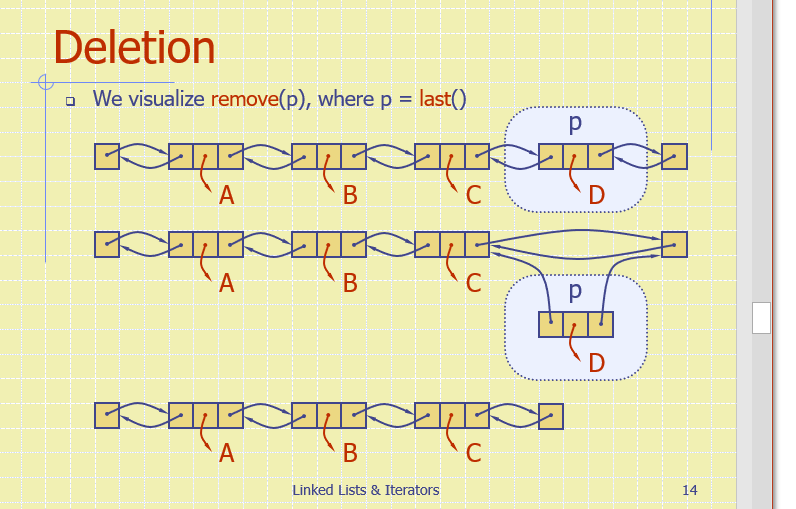 Deletion
We visualize remove(p), where p = last()
p
A B C D
A B C
p
D
A B C
Linked Lists & Iterators 14